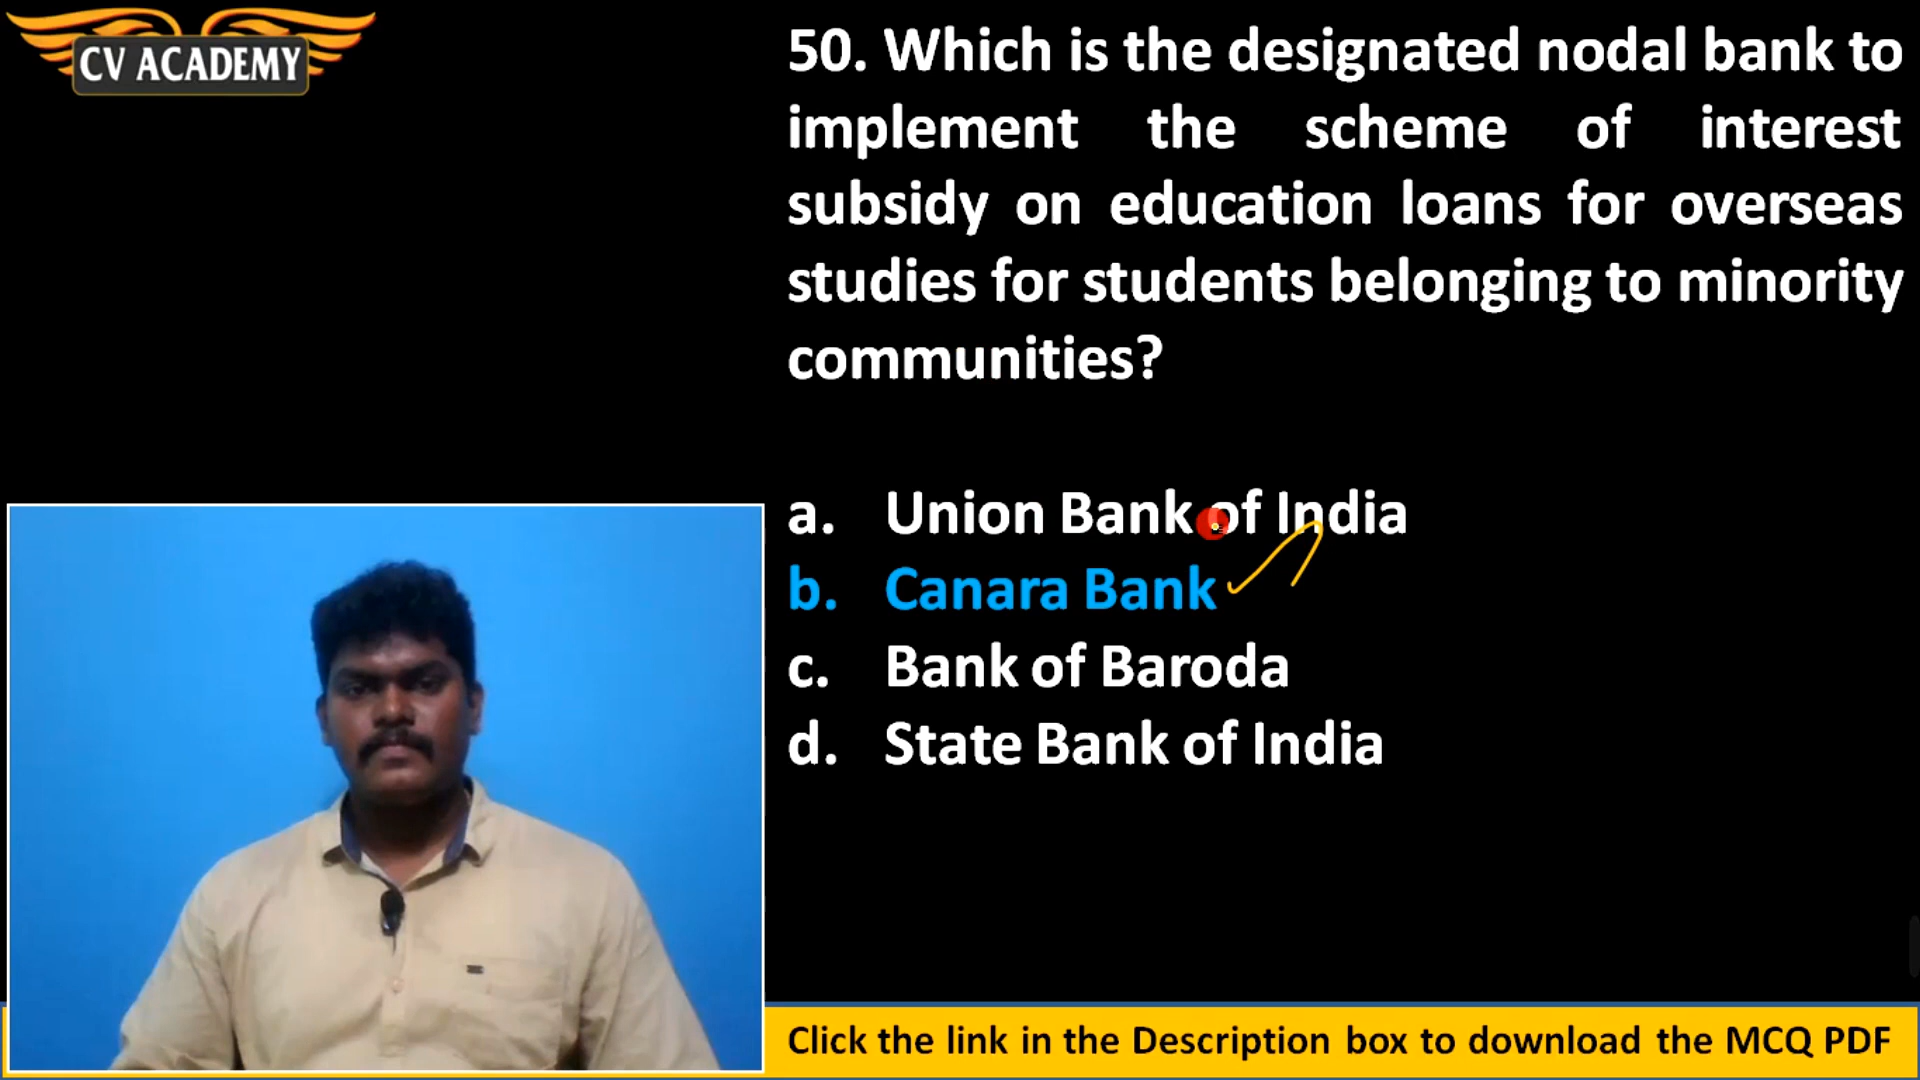 CV ACADEMY
50. Which is the designated nodal bank to
implement the scheme of interest
subsidy on education loans for overseas
studies for students belonging to minority
communities?
a. Union Bank of India
b. Canara Bank
c. Bank of Baroda
d. State Bank of India
Click the link in the Description box to download the MCQ PDF